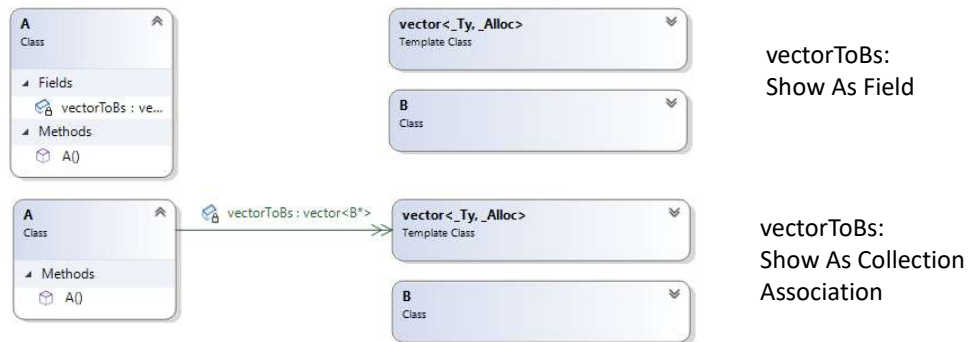 A
Class
Fields
vectorToBs : ve...
Methods
A()
vector<_Ty, _Alloc>
Template Class
B
Class
vectorToBs:
Show As Field
A
Class
Methods
A()
vectorToBs : vector<B*>
vector<_Ty, _Alloc>
Template Class
B
Class
vectorToBs:
Show As Collection
Association